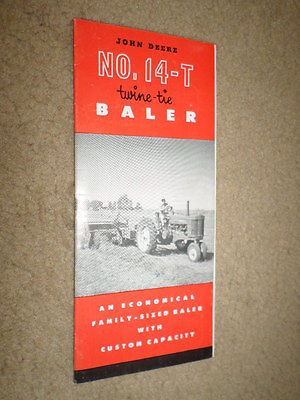 JOHN DEERE
NO. 14-T
twine-tie
BALER
AN ECONOMICAL
FAMILY-SIZED BALER
WITH
CUSTOM CAPACITY